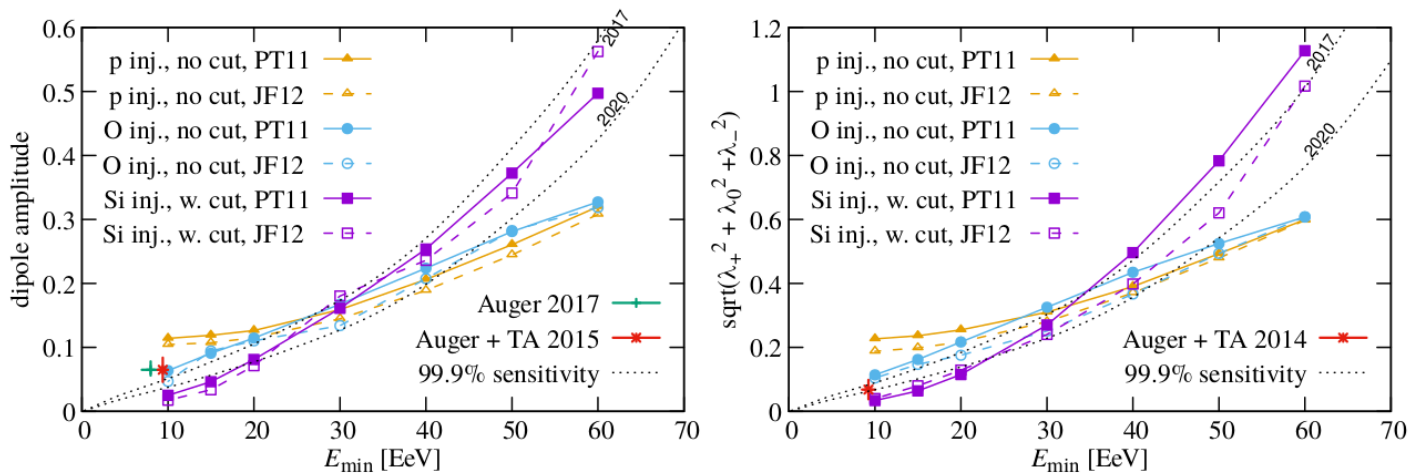 dipole amplitude
0.6
0.5
0.4
0.3
0.2
0.1
0
p inj., no cut, PT11
p inj., no cut, JF12
O inj., no cut, PT11
O inj., no cut, JF12
Si inj., w. cut, PT11
Si inj., w. cut, JF12
2017
2020
Auger 2017
Auger + TA 2015
99.9% sensitivity
0 10 20 30 40 50 60 70
E_min [EeV]
sqrt(λ₊² + λ₀² +λ₋²)
1.2
1
0.8
0.6
0.4
0.2
0
p inj., no cut, PT11
p inj., no cut, JF12
O inj., no cut, PT11
O inj., no cut, JF12
Si inj., w. cut, PT11
Si inj., w. cut, JF12
2017
2020
Auger + TA 2014
99.9% sensitivity
0 10 20 30 40 50 60 70
E_min [EeV]